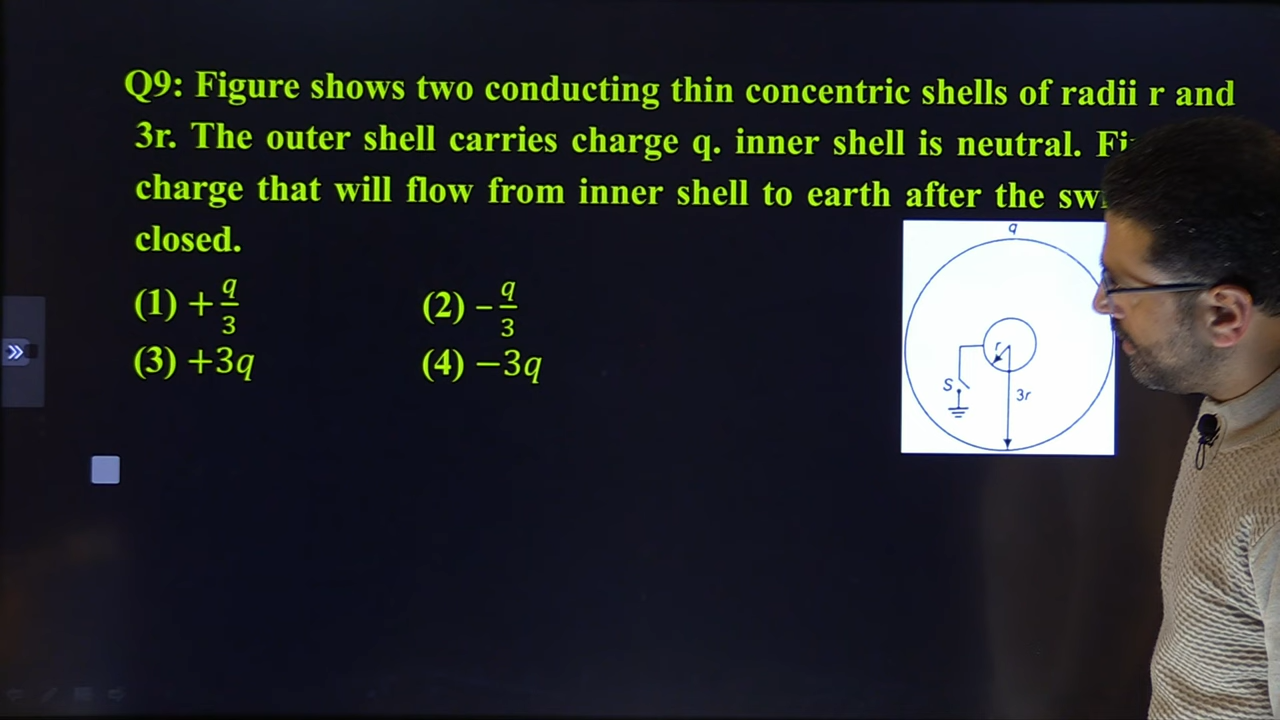 Q9: Figure shows two conducting thin concentric shells of radii r and
3r. The outer shell carries charge q. inner shell is neutral.
charge that will flow from inner shell to earth after the
closed.
(1) +q/3 (2) -q/3
(3) +3q (4) −3q
q
r
S
3r